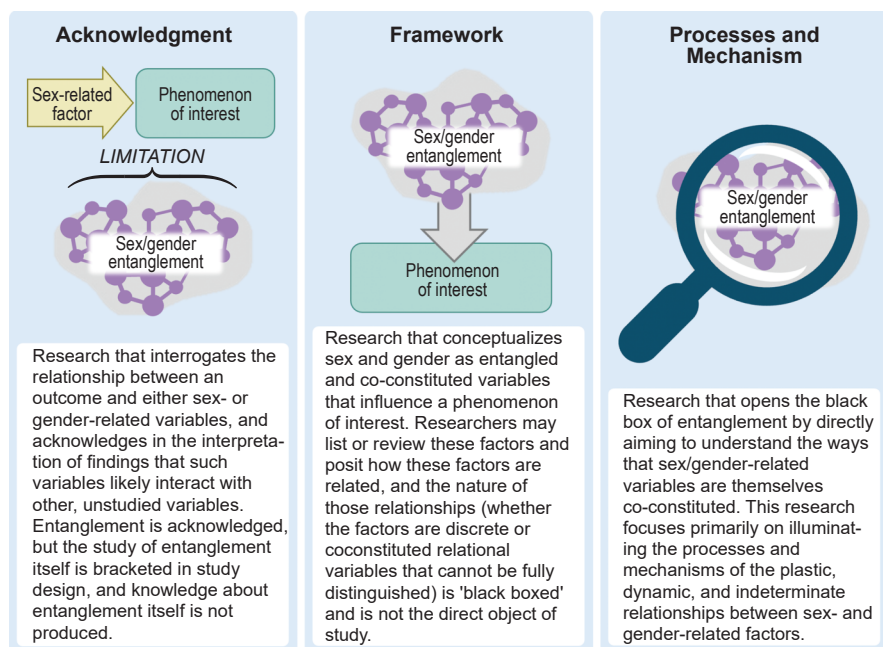 Acknowledgment
Sex-related
factor
Phenomenon
of interest
LIMITATION
Sex/gender
entanglement
Research that interrogates the
relationship between an
outcome and either sex- or
gender-related variables, and
acknowledges in the interpreta-
tion of findings that such
variables likely interact with
other, unstudied variables.
Entanglement is acknowledged,
but the study of entanglement
itself is bracketed in study
design, and knowledge about
entanglement itself is not
produced.
Framework
Sex/gender
entanglement
Phenomenon
of interest
Research that conceptualizes
sex and gender as entangled
and co-constituted variables
that influence a phenomenon
of interest. Researchers may
list or review these factors and
posit how these factors are
related, and the nature of
those relationships (whether
the factors are discrete or
coconstituted relational
variables that cannot be fully
distinguished) is 'black boxed'
and is not the direct object of
study.
Processes and
Mechanism
Sex/gender
entanglement
Research that opens the black
box of entanglement by directly
aiming to understand the ways
that sex/gender-related
variables are themselves
co-constituted. This research
focuses primarily on illuminat-
ing the processes and
mechanisms of the plastic,
dynamic, and indeterminate
relationships between sex- and
gender-related factors.